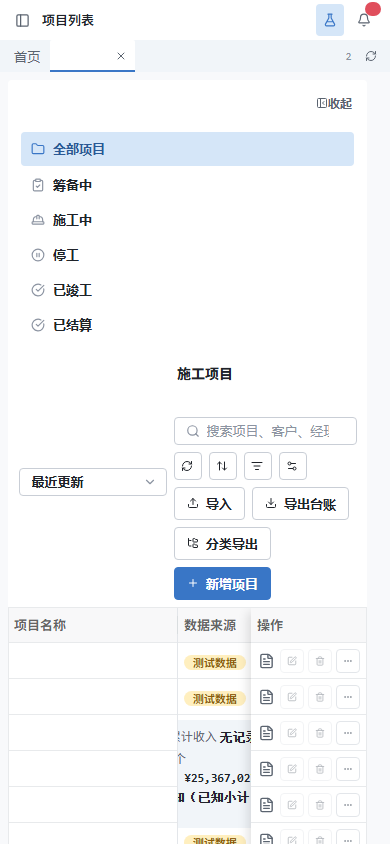 项目列表
首页
2
收起
全部项目
筹备中
施工中
停工
已竣工
已结算
施工项目
搜索项目、客户、经理
最近更新
导入
导出台账
分类导出
新增项目
项目名称 数据来源 操作
测试数据
测试数据
累计收入 无记录
个
¥25,367,02
知（已知小计
测试数据